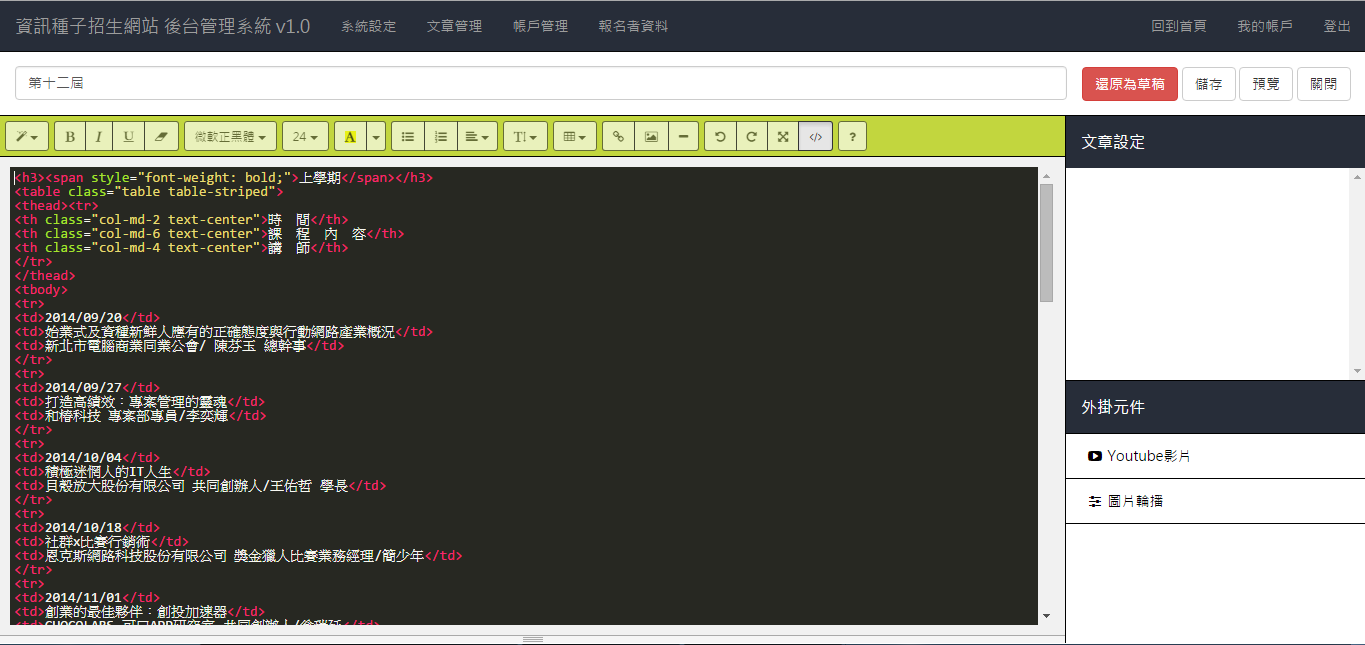 資訊種子招生網站 後台管理系統 v1.0 系統設定 文章管理 帳戶管理 報名者資料 回到首頁 我的帳戶 登出
第十二屆 還原為草稿 儲存 預覽 關閉
B I U 微軟正黑體 24 A TI </> ?
文章設定
<h3><span style="font-weight: bold;">上學期</span></h3>
<table class="table table-striped">
<thead><tr>
<th class="col-md-2 text-center">時　間</th>
<th class="col-md-6 text-center">課　程　內　容</th>
<th class="col-md-4 text-center">講　師</th>
</tr>
</thead>
<tbody>
<tr>
<td>2014/09/20</td>
<td>始業式及資種新鮮人應有的正確態度與行動網路產業概況</td>
<td>新北市電腦商業同業公會/ 陳芬玉 總幹事</td>
</tr>
<tr>
<td>2014/09/27</td>
<td>打造高績效：專案管理的靈魂</td>
<td>和椿科技 專案部專員/李奕輝</td>
</tr>
<tr>
<td>2014/10/04</td>
<td>積極迷惘人的IT人生</td>
<td>貝殼放大股份有限公司 共同創辦人/王佑哲 學長</td>
</tr>
<tr>
<td>2014/10/18</td>
<td>社群x比賽行銷術</td>
<td>恩克斯網路科技股份有限公司 獎金獵人比賽業務經理/簡少年</td>
</tr>
<tr>
<td>2014/11/01</td>
<td>創業的最佳夥伴：創投加速器</td>
外掛元件
Youtube影片
圖片輪播